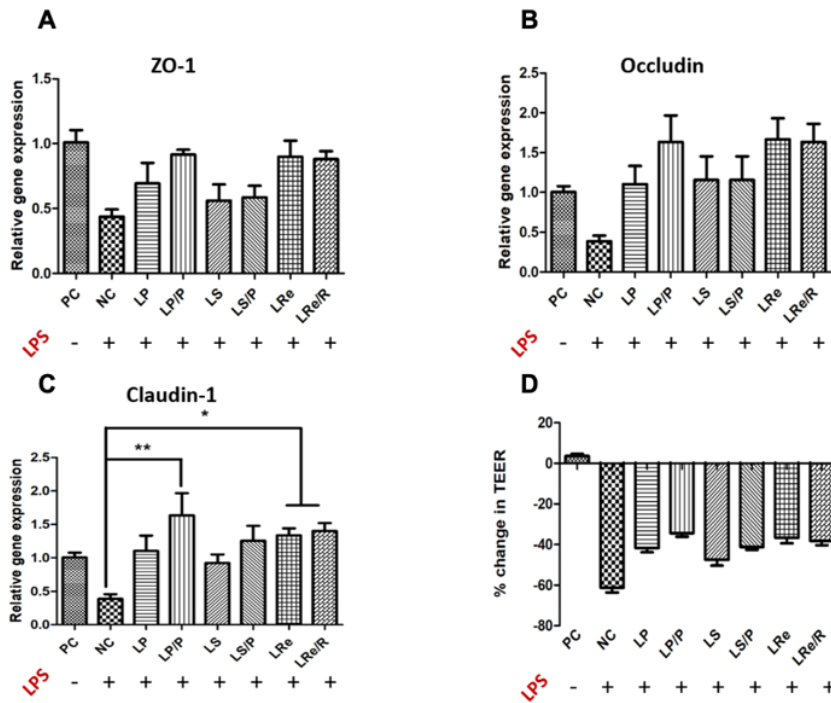 A
ZO-1
Relative gene expression
1.5
1.0
0.5
0.0
PC NC LP LP/P LS LS/P LRe LRe/R
LPS - + + + + + + +
B
Occludin
Relative gene expression
2.5
2.0
1.5
1.0
0.5
0.0
PC NC LP LP/P LS LS/P LRe LRe/R
LPS - + + + + + + +
C
Claudin-1
*
**
Relative gene expression
2.5
2.0
1.5
1.0
0.5
0.0
PC NC LP LP/P LS LS/P LRe LRe/R
LPS - + + + + + + +
D
% change in TEER
20
0
-20
-40
-60
-80
PC NC LP LP/P LS LS/P LRe LRe/R
LPS - + + + + + + +